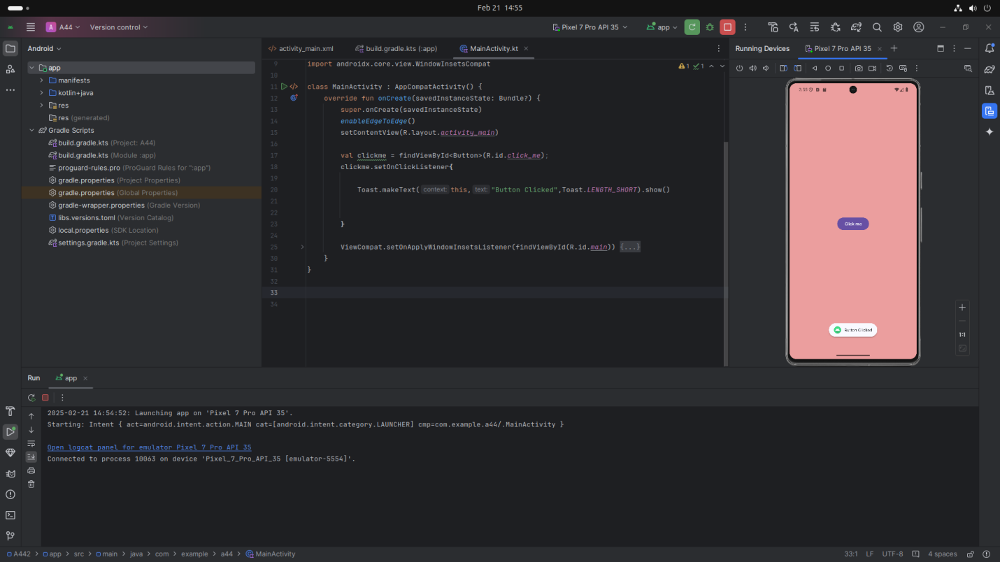 Feb 21 14:55
A A44 Version control
Pixel 7 Pro API 35 app
Android
app
manifests
kotlin+java
res
res (generated)
Gradle Scripts
build.gradle.kts (Project: A44)
build.gradle.kts (Module :app)
proguard-rules.pro (ProGuard Rules for ":app")
gradle.properties (Project Properties)
gradle.properties (Global Properties)
gradle-wrapper.properties (Gradle Version)
libs.versions.toml (Version Catalog)
local.properties (SDK Location)
settings.gradle.kts (Project Settings)
activity_main.xml build.gradle.kts (:app) MainActivity.kt
1 1
9 import androidx.core.view.WindowInsetsCompat
10
11 class MainActivity : AppCompatActivity() {
12 override fun onCreate(savedInstanceState: Bundle?) {
13 super.onCreate(savedInstanceState)
14 enableEdgeToEdge()
15 setContentView(R.layout.activity_main)
16
17 val clickme = findViewById<Button>(R.id.click_me);
18 clickme.setOnClickListener{
19
20 Toast.makeText( context: this, text: "Button Clicked",Toast.LENGTH_SHORT).show()
21
22
23 }
24
25 ViewCompat.setOnApplyWindowInsetsListener(findViewById(R.id.main)) {...}
30 }
31 }
32
33
34
Running Devices Pixel 7 Pro API 35
2:55
Click me
Button Clicked
1:1
Run app
2025-02-21 14:54:52: Launching app on 'Pixel 7 Pro API 35'.
Starting: Intent { act=android.intent.action.MAIN cat=[android.intent.category.LAUNCHER] cmp=com.example.a44/.MainActivity }
Open logcat panel for emulator Pixel 7 Pro API 35
Connected to process 10063 on device 'Pixel_7_Pro_API_35 [emulator-5554]'.
A442 > app > src > main > java > com > example > a44 > MainActivity
33:1 LF UTF-8 4 spaces